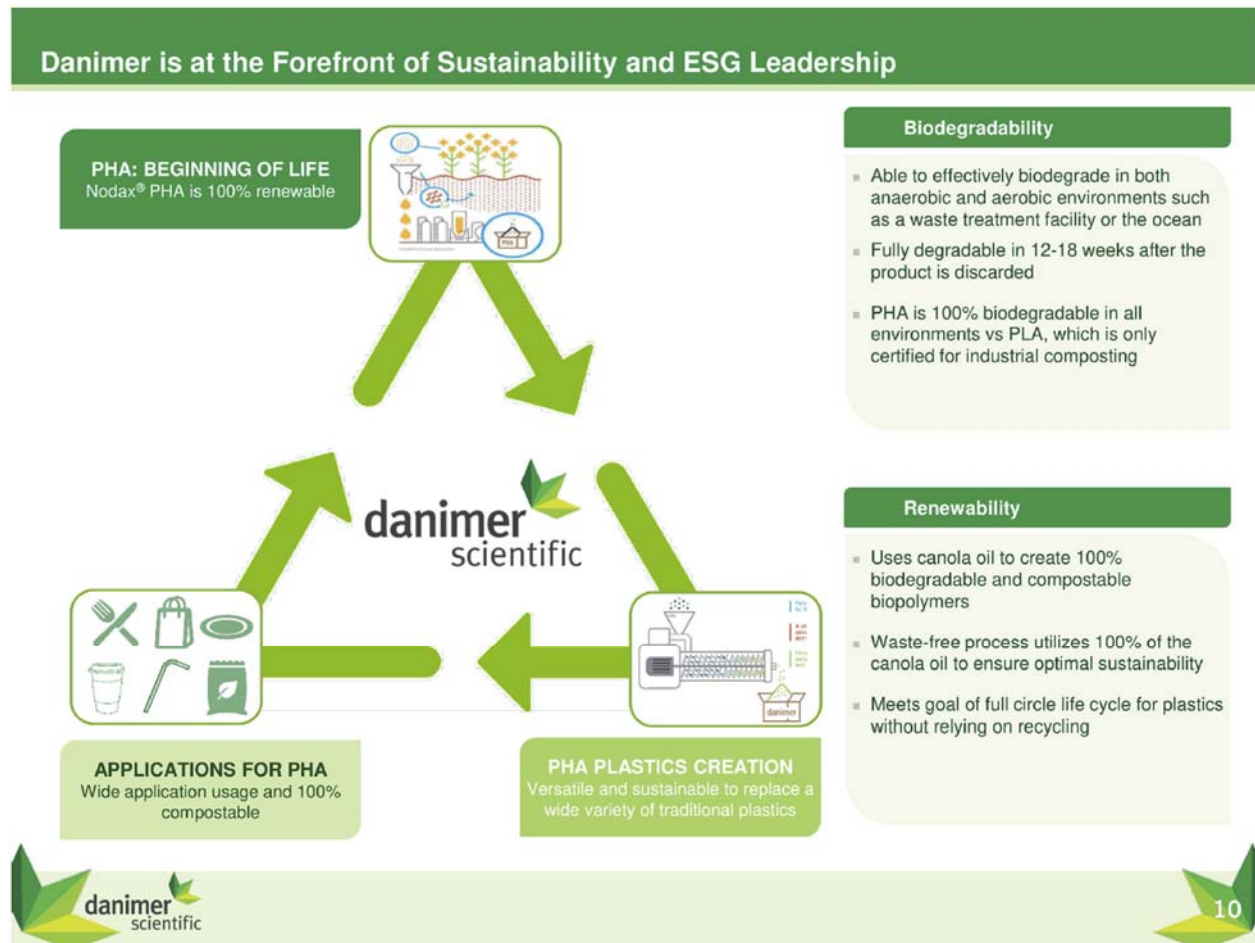 Danimer is at the Forefront of Sustainability and ESG Leadership
PHA: BEGINNING OF LIFE
Nodax® PHA is 100% renewable
PHA
danimer
scientific
danimer
APPLICATIONS FOR PHA
Wide application usage and 100%
compostable
PHA PLASTICS CREATION
Versatile and sustainable to replace a
wide variety of traditional plastics
Biodegradability
Able to effectively biodegrade in both
anaerobic and aerobic environments such
as a waste treatment facility or the ocean
Fully degradable in 12-18 weeks after the
product is discarded
PHA is 100% biodegradable in all
environments vs PLA, which is only
certified for industrial composting
Renewability
Uses canola oil to create 100%
biodegradable and compostable
biopolymers
Waste-free process utilizes 100% of the
canola oil to ensure optimal sustainability
Meets goal of full circle life cycle for plastics
without relying on recycling
danimer
scientific
10